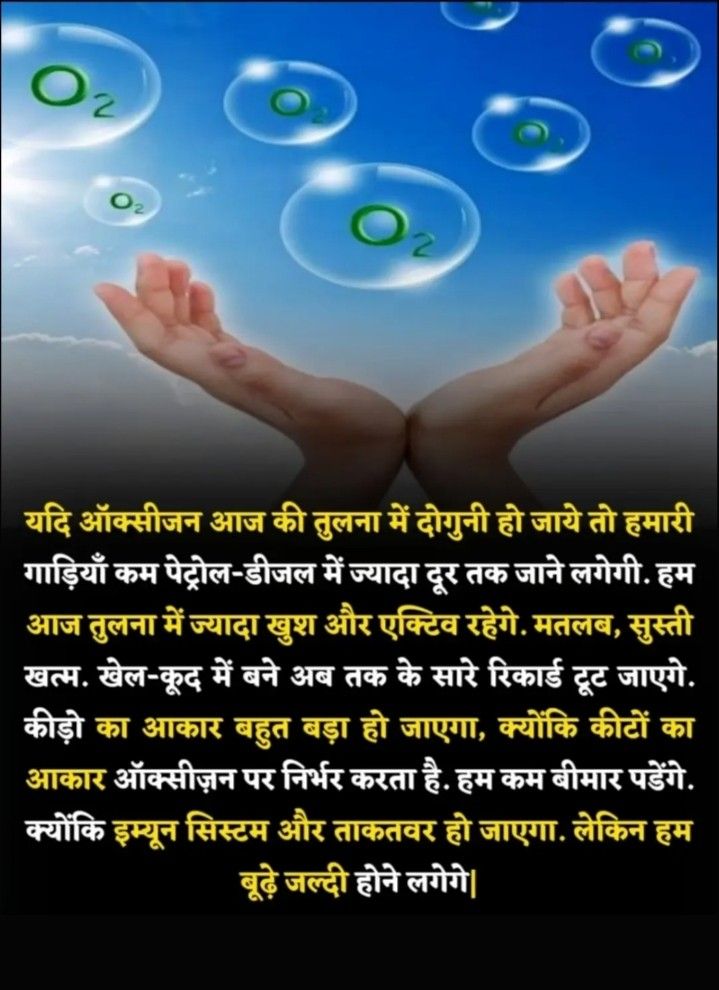 O2
O2
O
O
O2
O2
यदि ऑक्सीजन आज की तुलना में दोगुनी हो जाये तो हमारी
गाड़ियाँ कम पेट्रोल-डीजल में ज्यादा दूर तक जाने लगेगी. हम
आज तुलना में ज्यादा खुश और एक्टिव रहेगे. मतलब, सुस्ती
खत्म. खेल-कूद में बने अब तक के सारे रिकार्ड टूट जाएगे.
कीड़ो का आकार बहुत बड़ा हो जाएगा, क्योंकि कीटों का
आकार ऑक्सीज़न पर निर्भर करता है. हम कम बीमार पडेंगे.
क्योंकि इम्यून सिस्टम और ताकतवर हो जाएगा. लेकिन हम
बूढ़े जल्दी होने लगेगे|